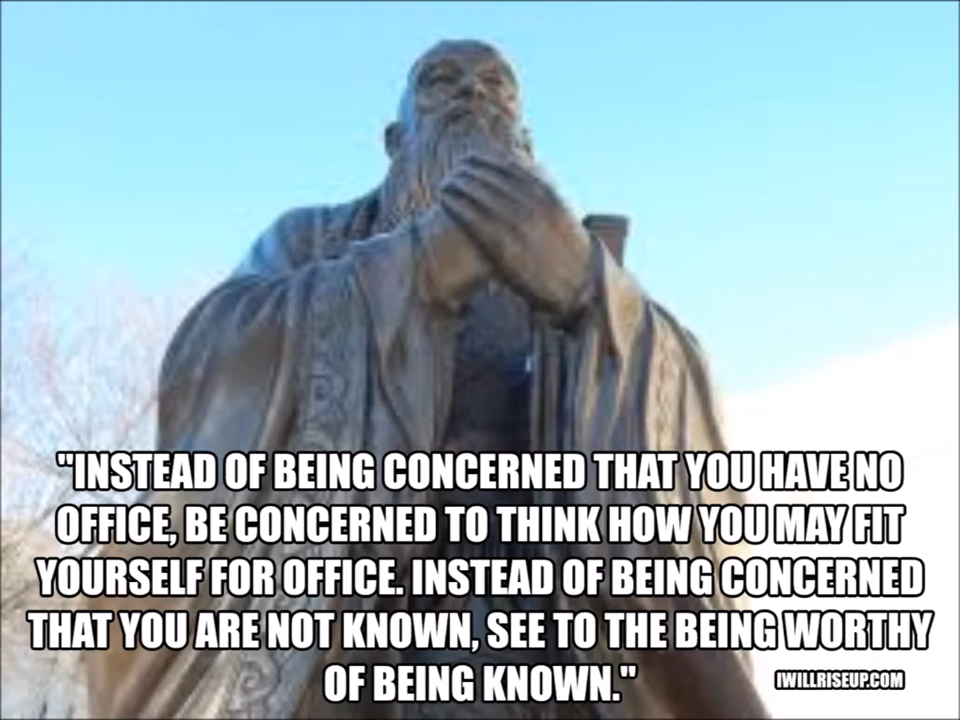 "INSTEAD OF BEING CONCERNED THAT YOU HAVE NO
OFFICE, BE CONCERNED TO THINK HOW YOU MAY FIT
YOURSELF FOR OFFICE. INSTEAD OF BEING CONCERNED
THAT YOU ARE NOT KNOWN, SEE TO THE BEING WORTHY
OF BEING KNOWN."
IWILLRISEUP.COM